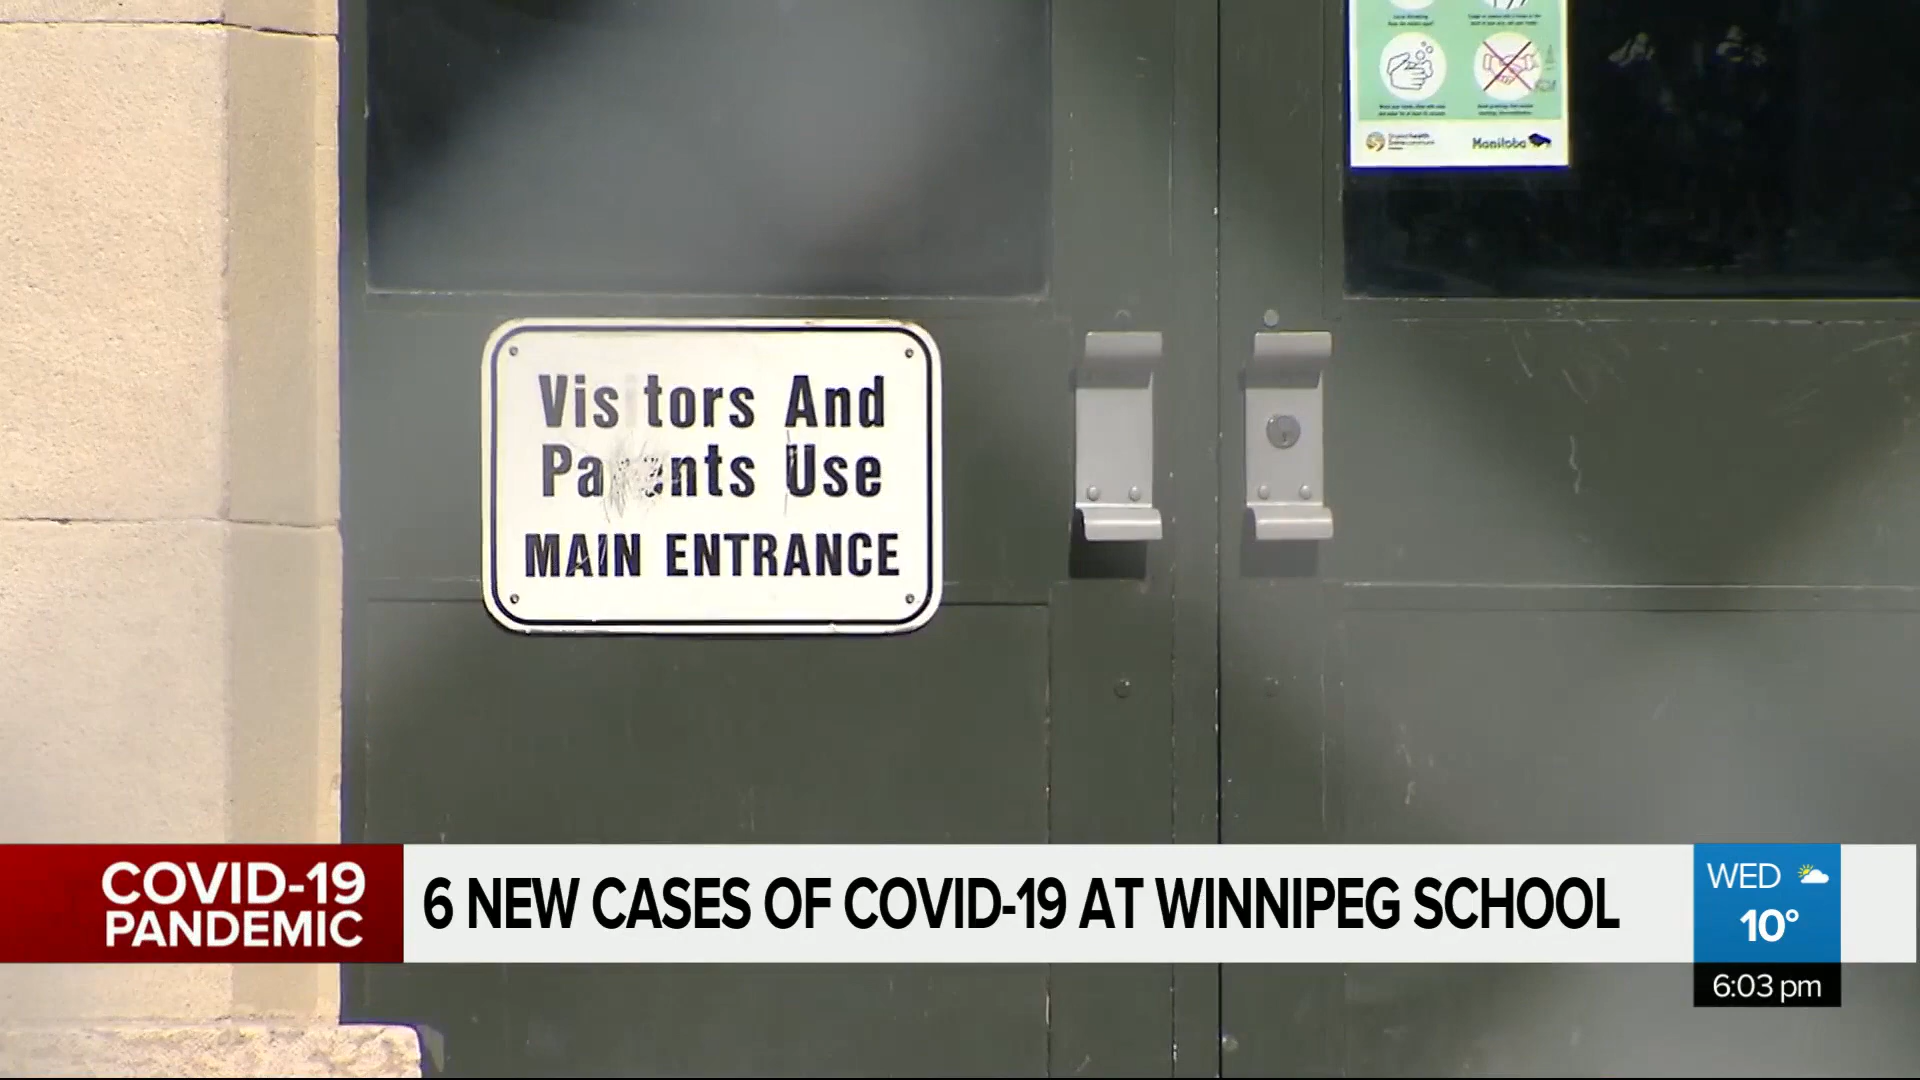 Manitoba
Vis tors And
Pa ents Use
MAIN ENTRANCE
COVID-19
PANDEMIC
6 NEW CASES OF COVID-19 AT WINNIPEG SCHOOL
WED
10°
6:03 pm